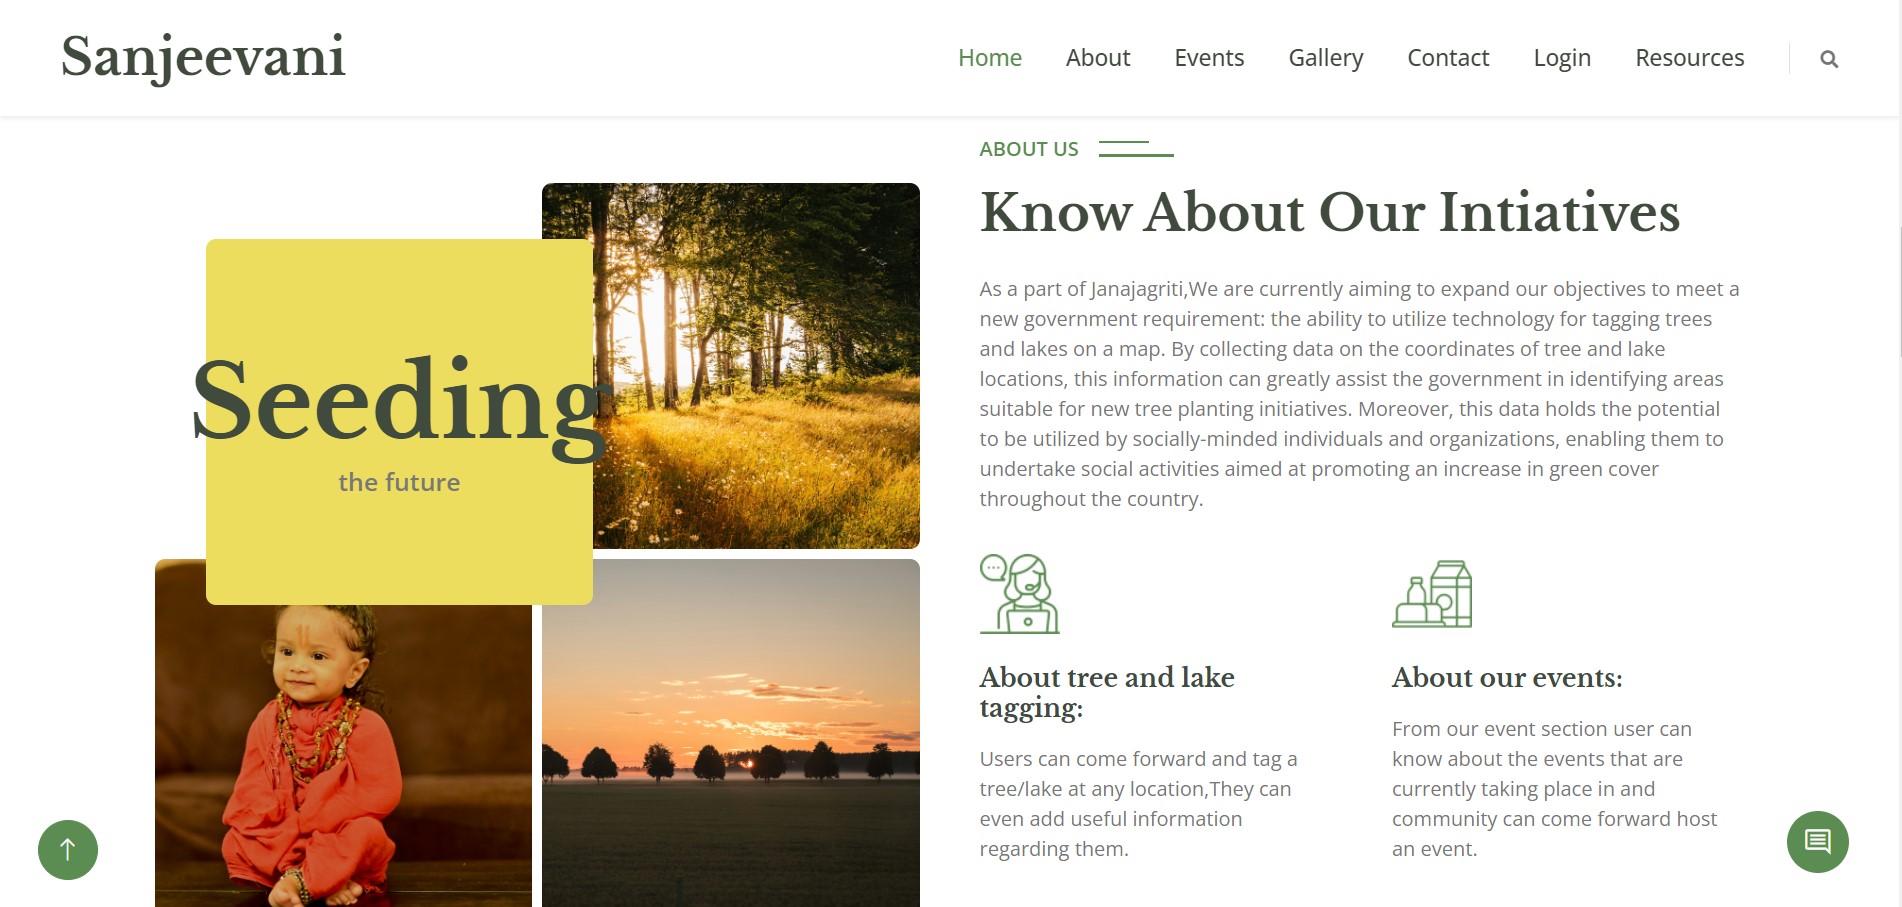 Sanjeevani
Home About Events Gallery Contact Login Resources
Seeding
the future
ABOUT US
Know About Our Intiatives
As a part of Janajagriti,We are currently aiming to expand our objectives to meet a
new government requirement: the ability to utilize technology for tagging trees
and lakes on a map. By collecting data on the coordinates of tree and lake
locations, this information can greatly assist the government in identifying areas
suitable for new tree planting initiatives. Moreover, this data holds the potential
to be utilized by socially-minded individuals and organizations, enabling them to
undertake social activities aimed at promoting an increase in green cover
throughout the country.
About tree and lake
tagging:
Users can come forward and tag a
tree/lake at any location,They can
even add useful information
regarding them.
About our events:
From our event section user can
know about the events that are
currently taking place in and
community can come forward host
an event.